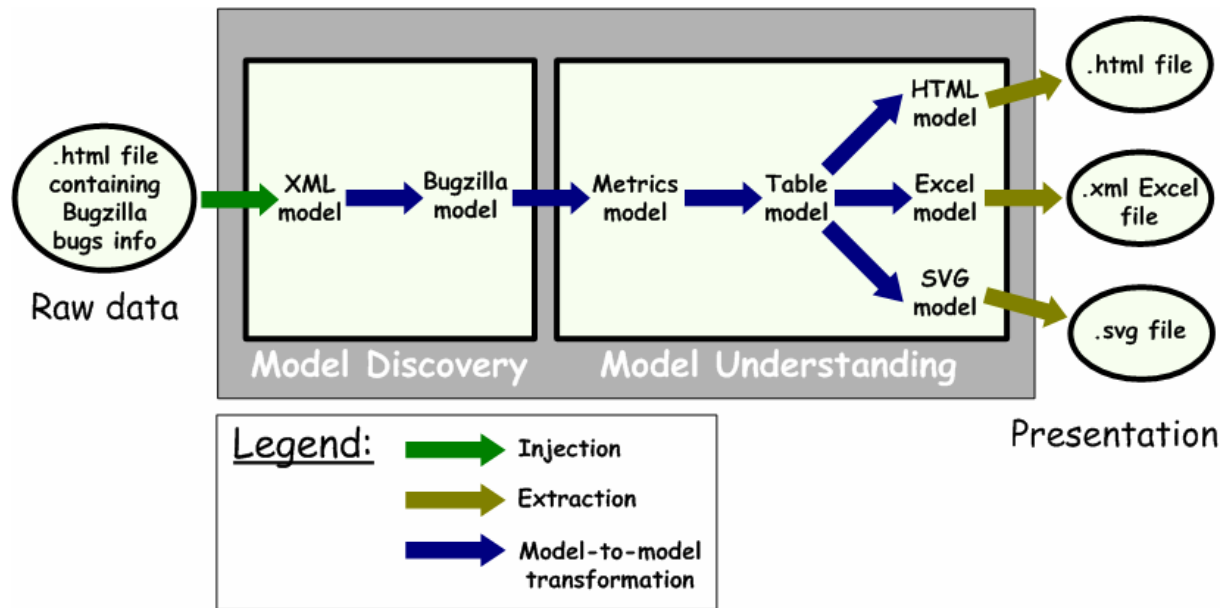 .html file
containing
Bugzilla
bugs info
Raw data
XML
model
Bugzilla
model
Model Discovery
Metrics
model
Table
model
HTML
model
Excel
model
SVG
model
Model Understanding
.html file
.xml Excel
file
.svg file
Presentation
Legend:
Injection
Extraction
Model-to-model
transformation